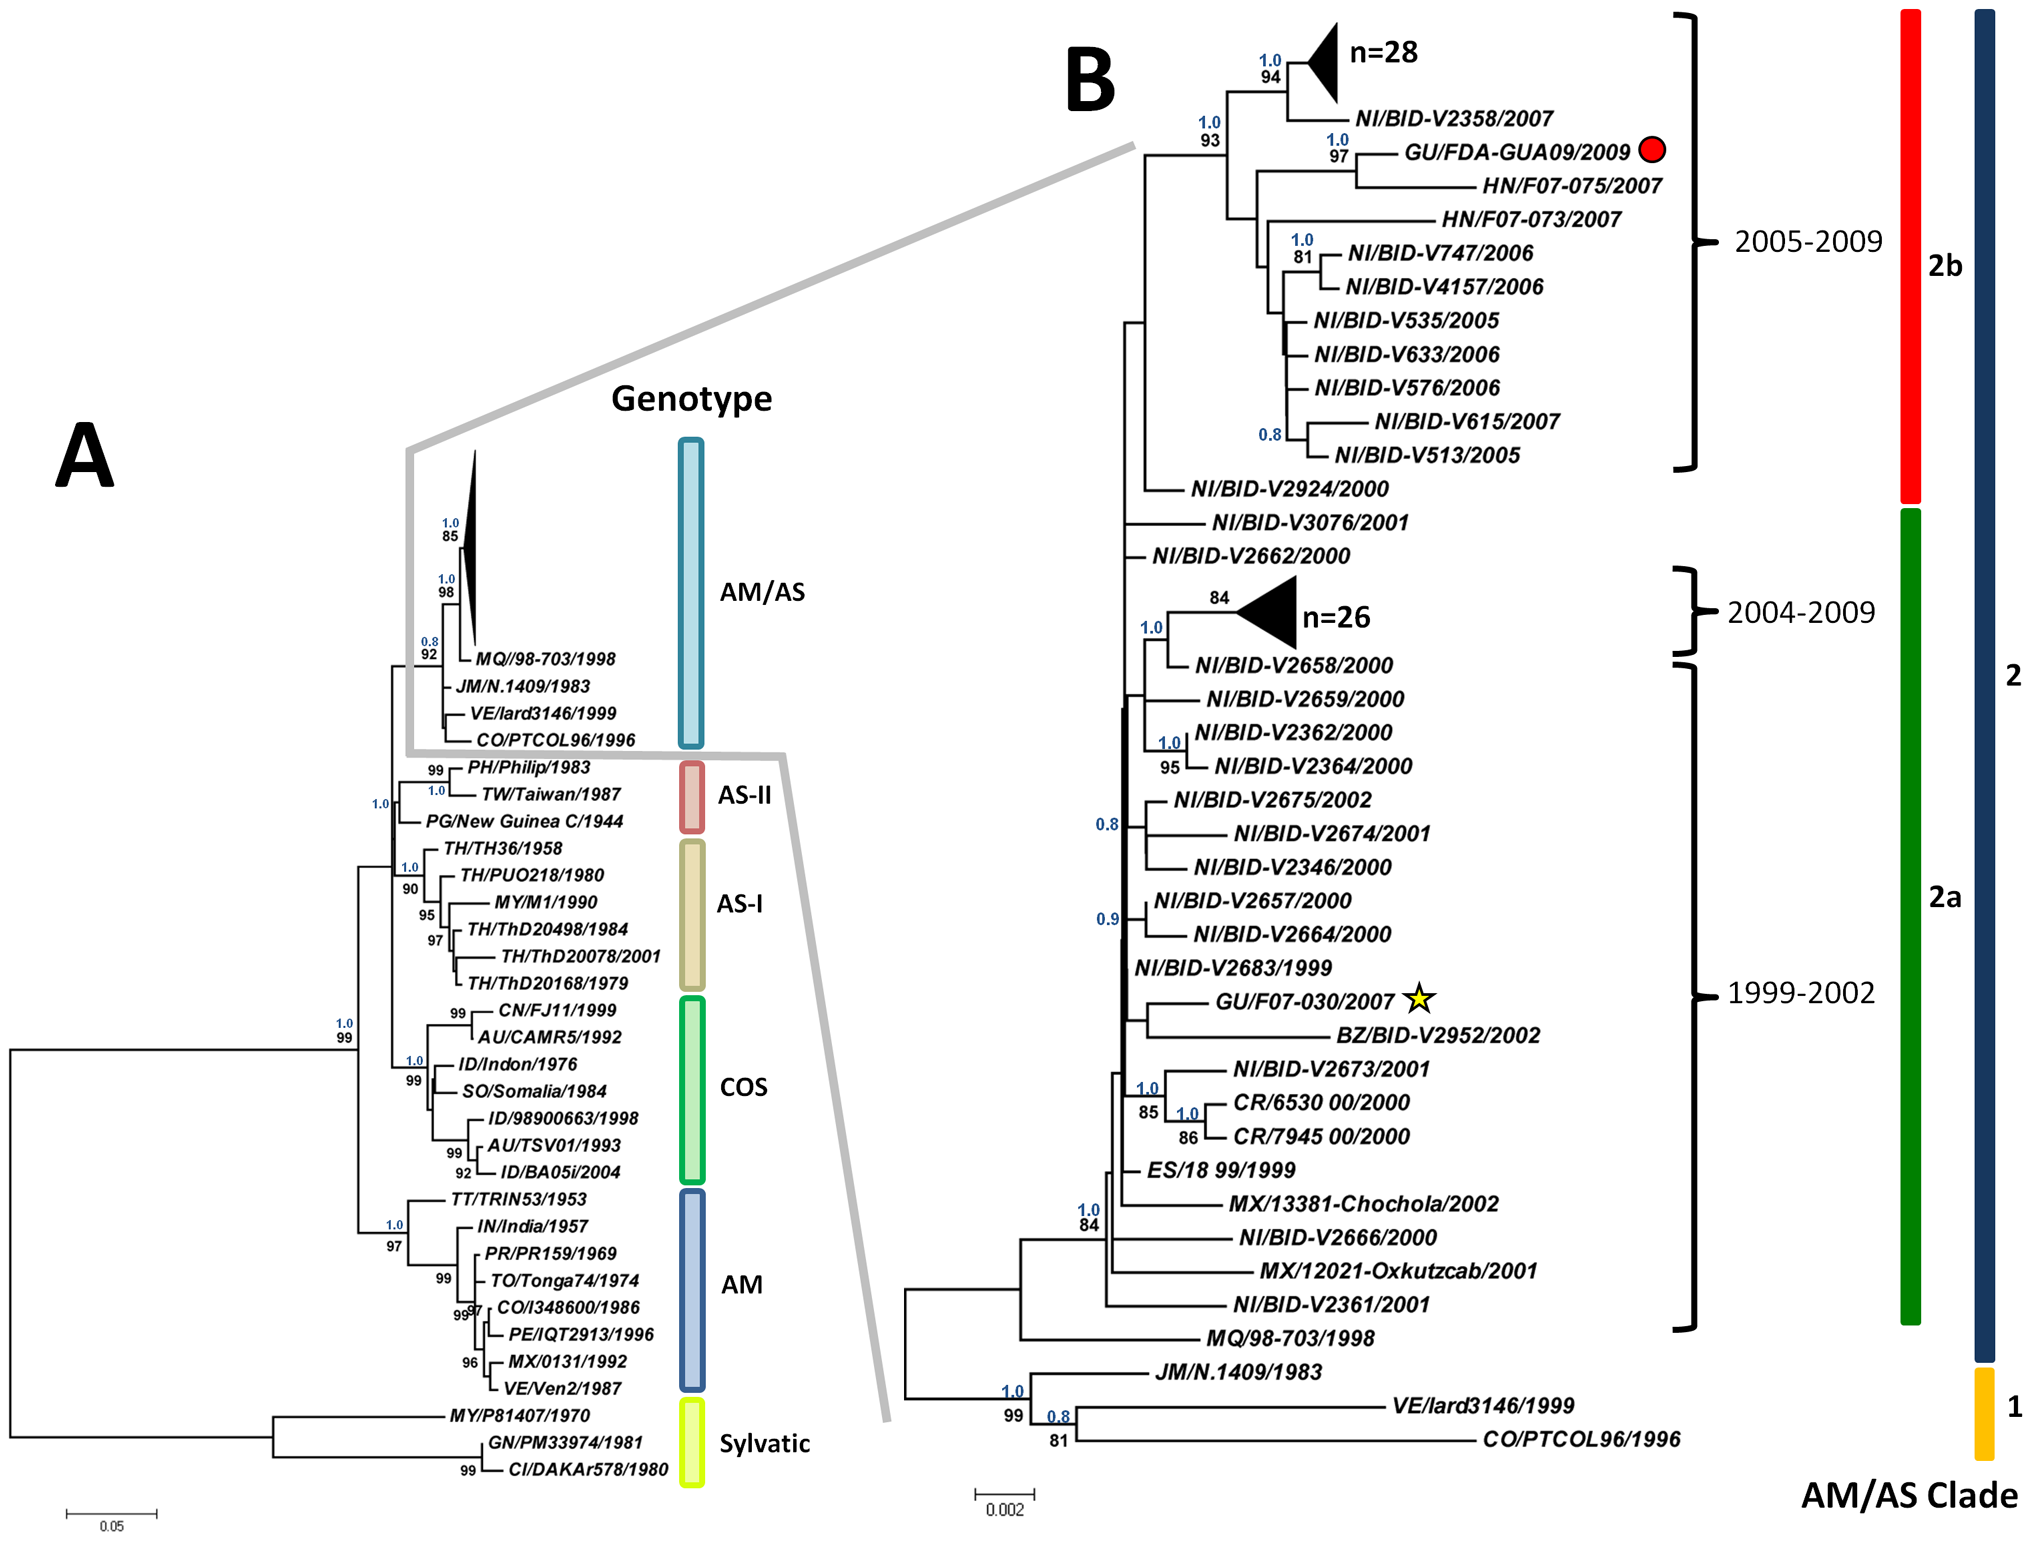 A
Genotype
1.0
85
1.0
98
0.8
92
MQ//98-703/1998
JM/N.1409/1983
VE/Iard3146/1999
CO/PTCOL96/1996
AM/AS
99
1.0
1.0
PH/Philip/1983
TW/Taiwan/1987
PG/New Guinea C/1944
AS-II
1.0
90
95
97
TH/TH36/1958
TH/PUO218/1980
MY/M1/1990
TH/ThD20498/1984
TH/ThD20078/2001
TH/ThD20168/1979
AS-I
1.0
99
99
1.0
99
99
92
CN/FJ11/1999
AU/CAMR5/1992
ID/Indon/1976
SO/Somalia/1984
ID/98900663/1998
AU/TSV01/1993
ID/BA05i/2004
COS
1.0
97
99
99
97
96
TT/TRIN53/1953
IN/India/1957
PR/PR159/1969
TO/Tonga74/1974
CO/I348600/1986
PE/IQT2913/1996
MX/0131/1992
VE/Ven2/1987
AM
99
MY/P81407/1970
GN/PM33974/1981
CI/DAKAr578/1980
Sylvatic
0.05
B
1.0
94
n=28
1.0
93
NI/BID-V2358/2007
1.0
97
GU/FDA-GUA09/2009
HN/F07-075/2007
HN/F07-073/2007
1.0
81
NI/BID-V747/2006
NI/BID-V4157/2006
NI/BID-V535/2005
NI/BID-V633/2006
NI/BID-V576/2006
0.8
NI/BID-V615/2007
NI/BID-V513/2005
2005-2009
2b
NI/BID-V2924/2000
NI/BID-V3076/2001
NI/BID-V2662/2000
84
n=26
2004-2009
1.0
NI/BID-V2658/2000
NI/BID-V2659/2000
1.0
95
NI/BID-V2362/2000
NI/BID-V2364/2000
2
0.8
NI/BID-V2675/2002
NI/BID-V2674/2001
NI/BID-V2346/2000
0.9
NI/BID-V2657/2000
NI/BID-V2664/2000
2a
NI/BID-V2683/1999
GU/F07-030/2007
BZ/BID-V2952/2002
1999-2002
1.0
85
NI/BID-V2673/2001
1.0
86
CR/6530 00/2000
CR/7945 00/2000
ES/18 99/1999
MX/13381-Chochola/2002
1.0
84
NI/BID-V2666/2000
MX/12021-Oxkutzcab/2001
NI/BID-V2361/2001
MQ/98-703/1998
1.0
99
JM/N.1409/1983
0.8
81
VE/Iard3146/1999
CO/PTCOL96/1996
1
0.002
AM/AS Clade